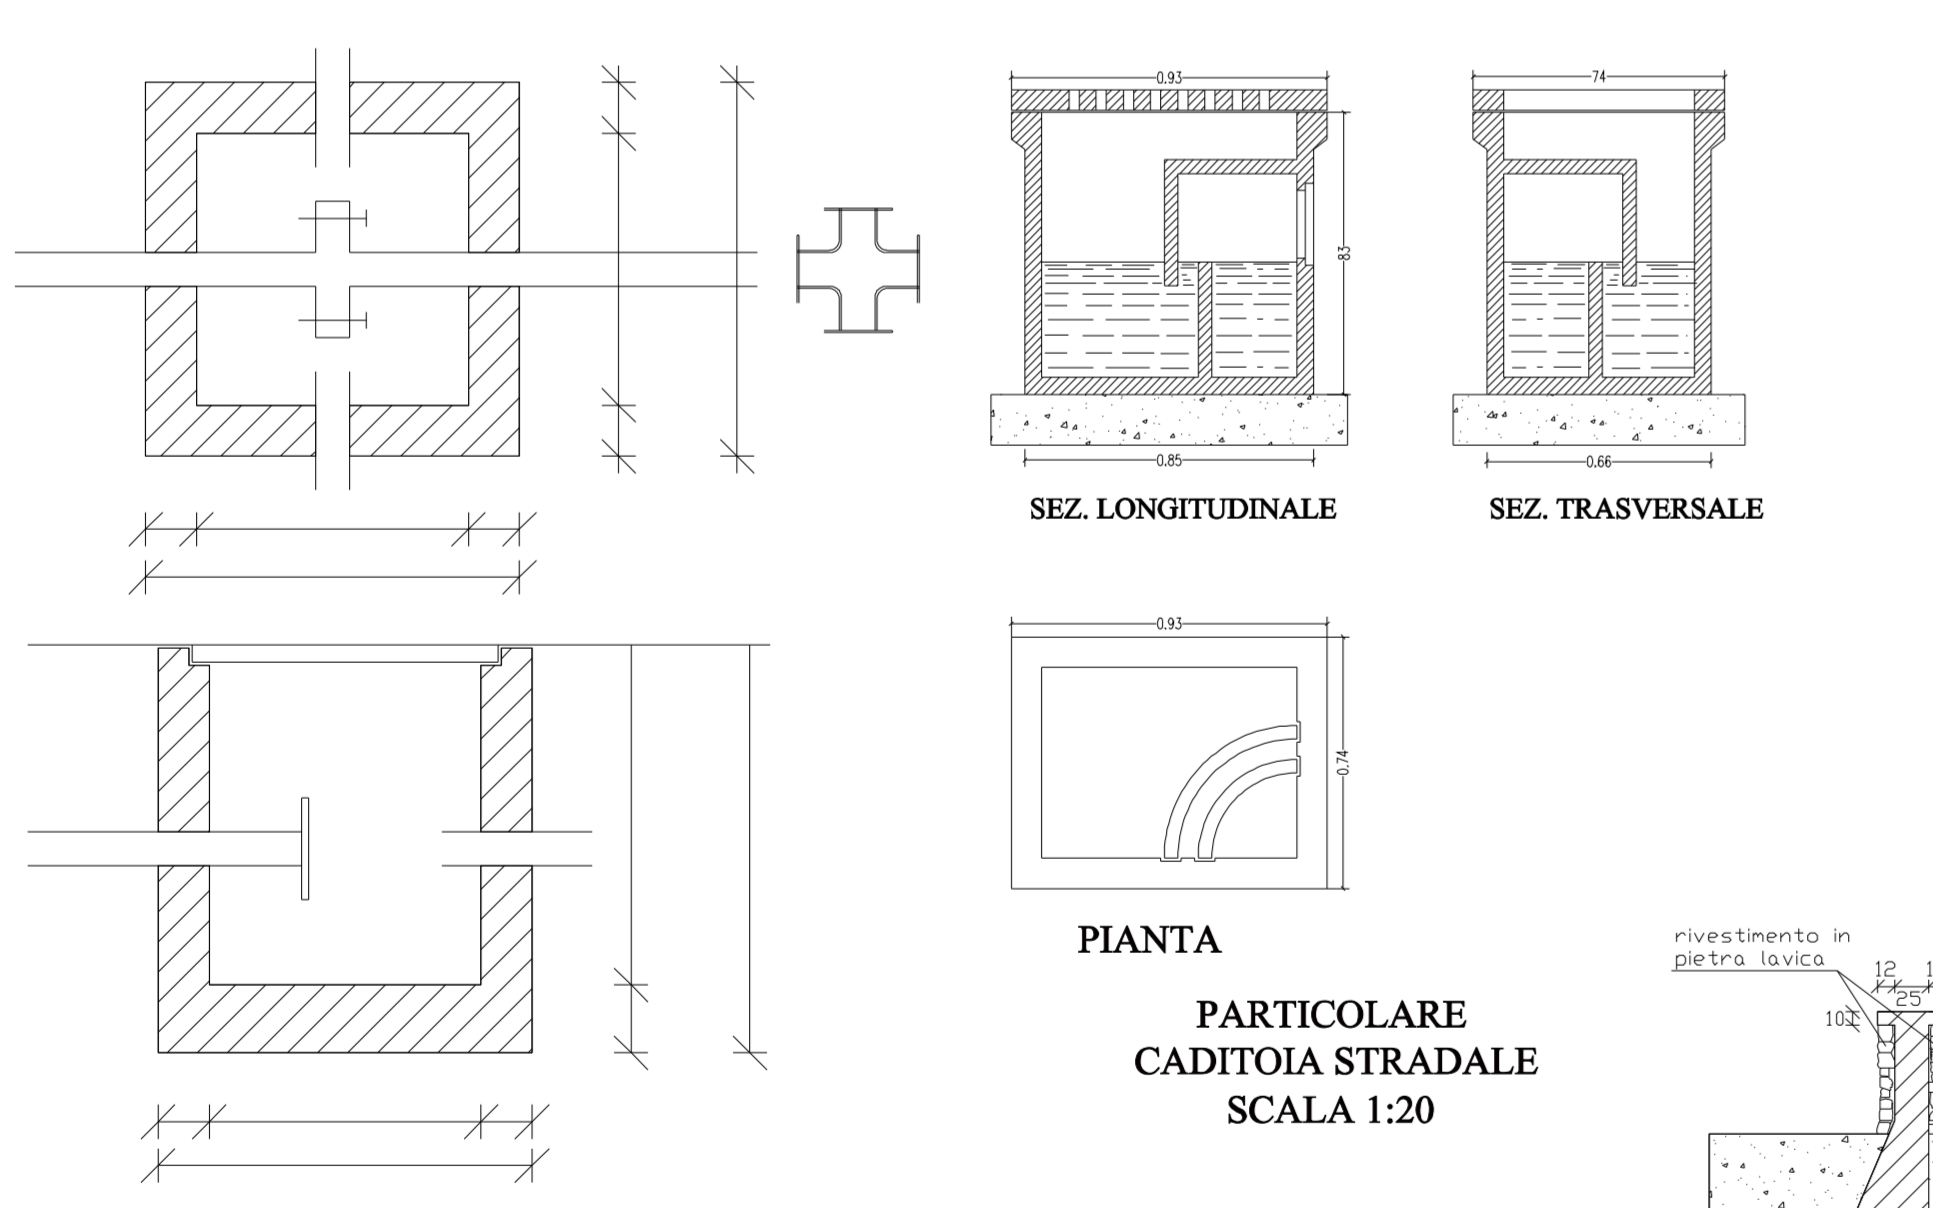 0.93
83
0.85
SEZ. LONGITUDINALE
74
0.66
SEZ. TRASVERSALE
0.93
0.74
PIANTA
PARTICOLARE
CADITOIA STRADALE
SCALA 1:20
rivestimento in
pietra lavica
12 1
25
10